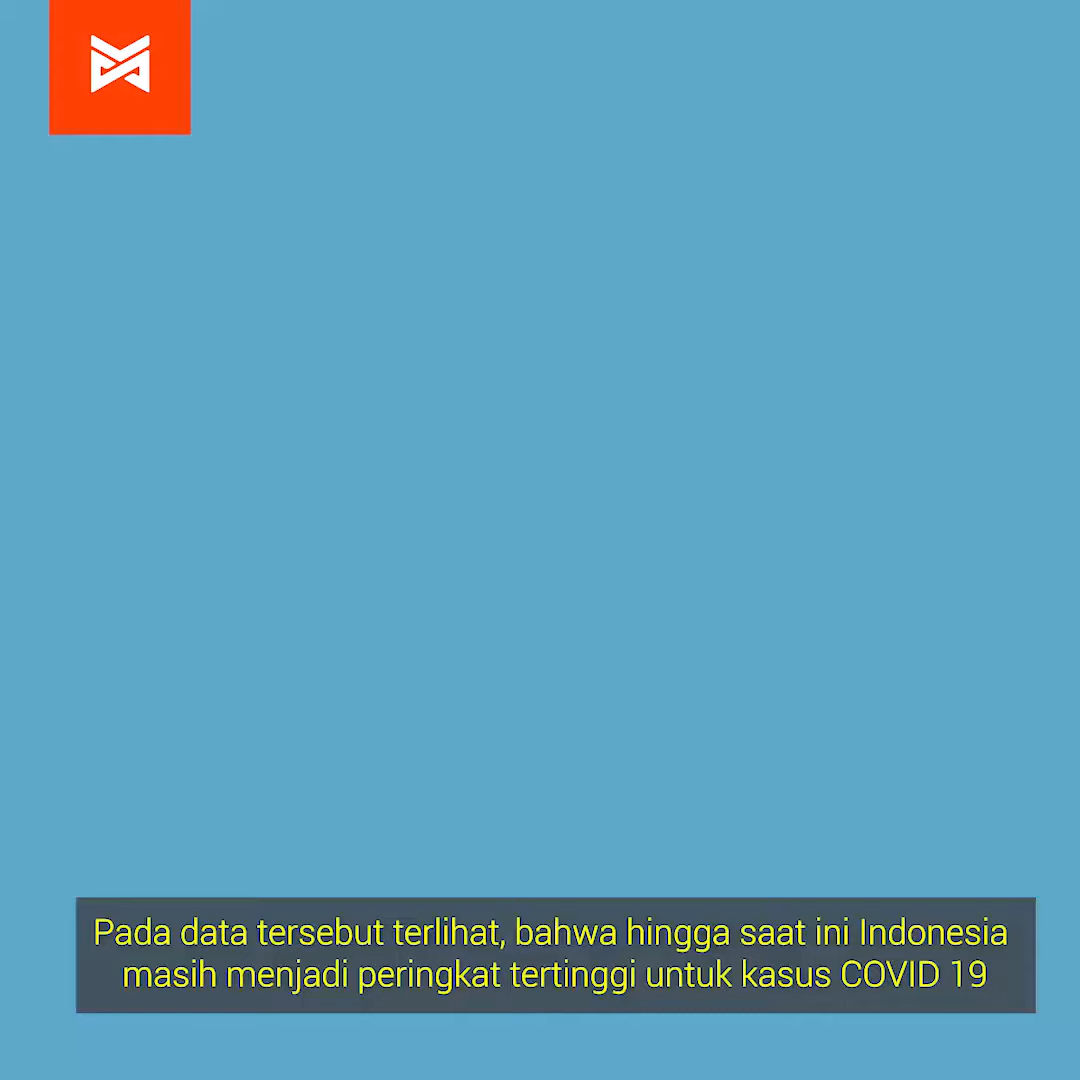 Pada data tersebut terlihat, bahwa hingga saat ini Indonesia
masih menjadi peringkat tertinggi untuk kasus COVID 19